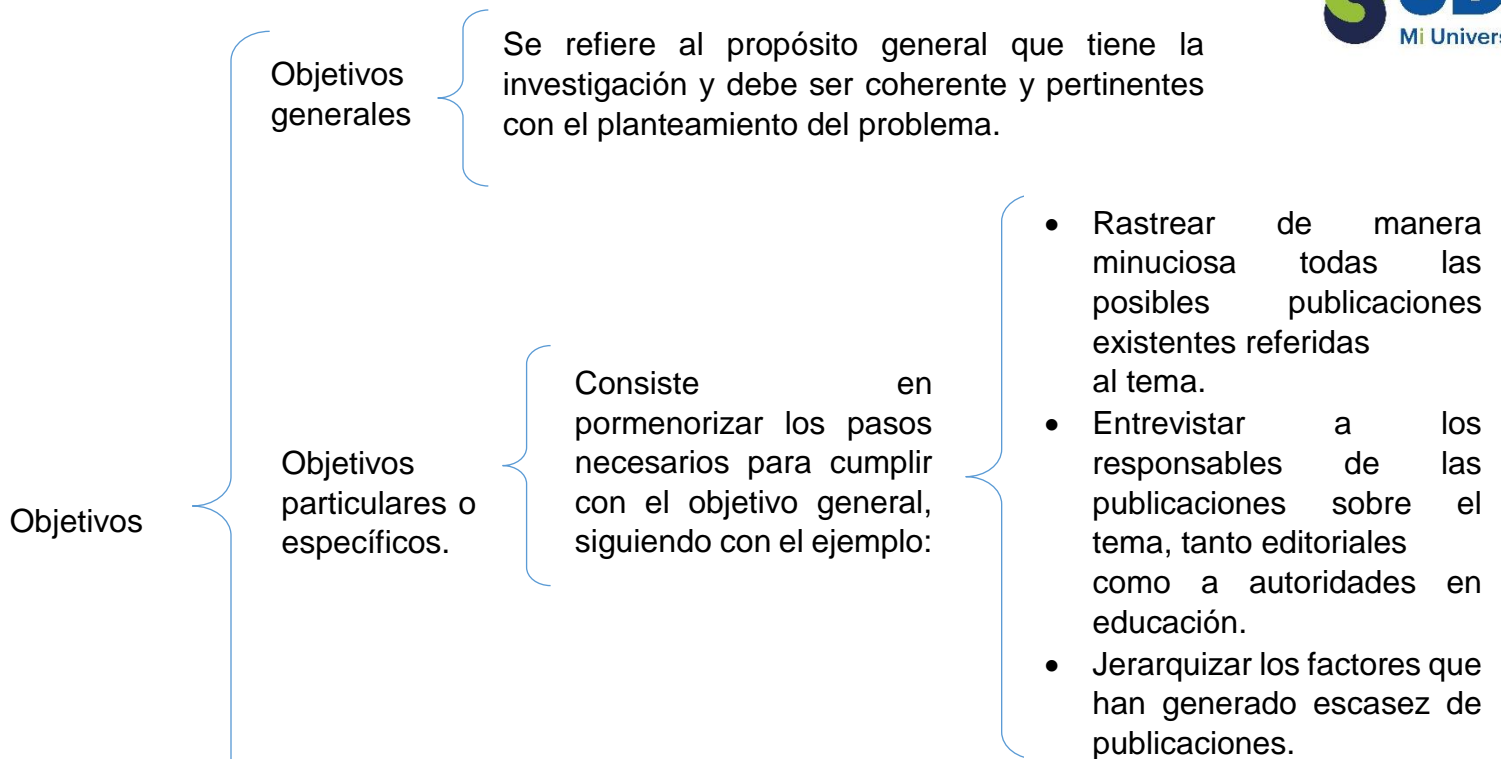 Mi Univers
Objetivos
generales
Se refiere al propósito general que tiene la
investigación y debe ser coherente y pertinentes
con el planteamiento del problema.
Objetivos
Objetivos
particulares o
específicos.
Consiste en
pormenorizar los pasos
necesarios para cumplir
con el objetivo general,
siguiendo con el ejemplo:
• Rastrear de manera
minuciosa todas las
posibles publicaciones
existentes referidas
al tema.
• Entrevistar a los
responsables de las
publicaciones sobre el
tema, tanto editoriales
como a autoridades en
educación.
• Jerarquizar los factores que
han generado escasez de
publicaciones.